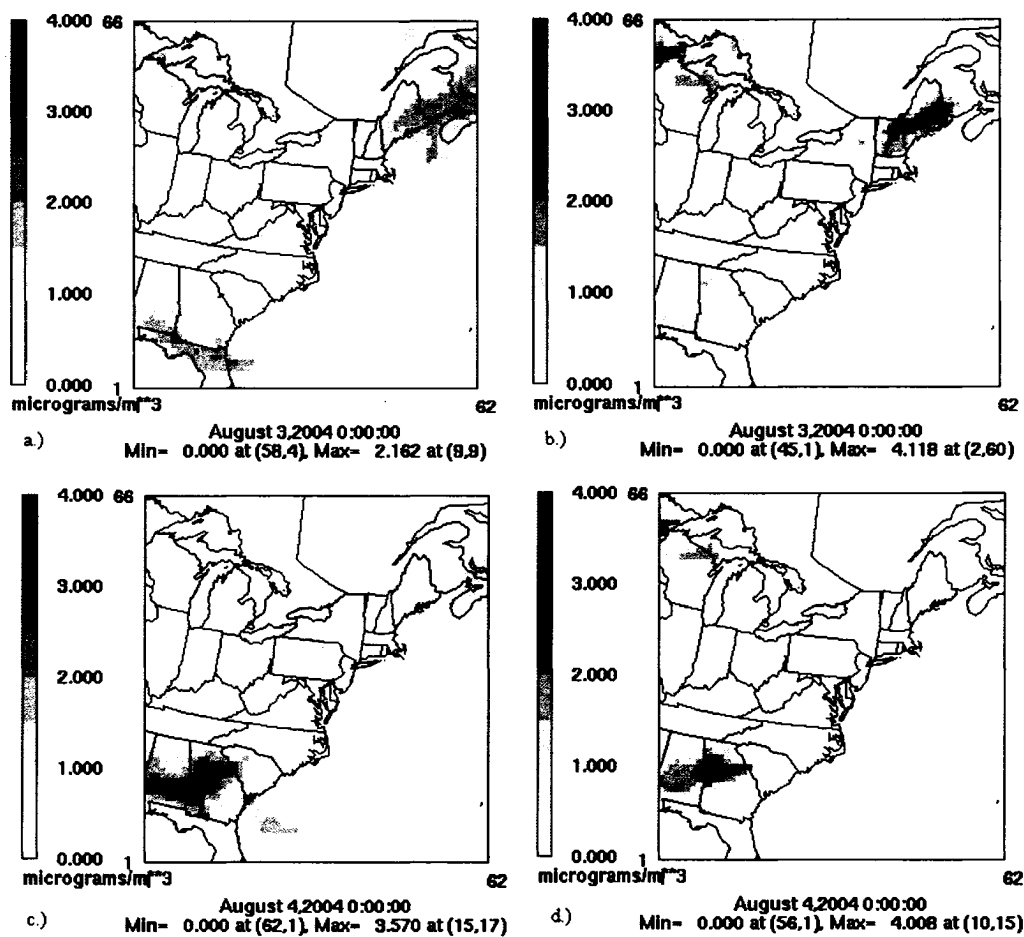 4.000 66
3.000
2.000
1.000
0.000 1
micrograms/m**3 62
August 3,2004 0:00:00
a.) Min= 0.000 at (58,4), Max= 2.162 at (9,9)
4.000 66
3.000
2.000
1.000
0.000 1
micrograms/m**3 62
August 3,2004 0:00:00
b.) Min= 0.000 at (45,1), Max= 4.118 at (2,60)
4.000 66
3.000
2.000
1.000
0.000 1
micrograms/m**3 62
August 4,2004 0:00:00
c.) Min= 0.000 at (62,1), Max= 3.570 at (15,17)
4.000 66
3.000
2.000
1.000
0.000 1
micrograms/m**3 62
August 4,2004 0:00:00
d.) Min= 0.000 at (56,1), Max= 4.008 at (10,15)